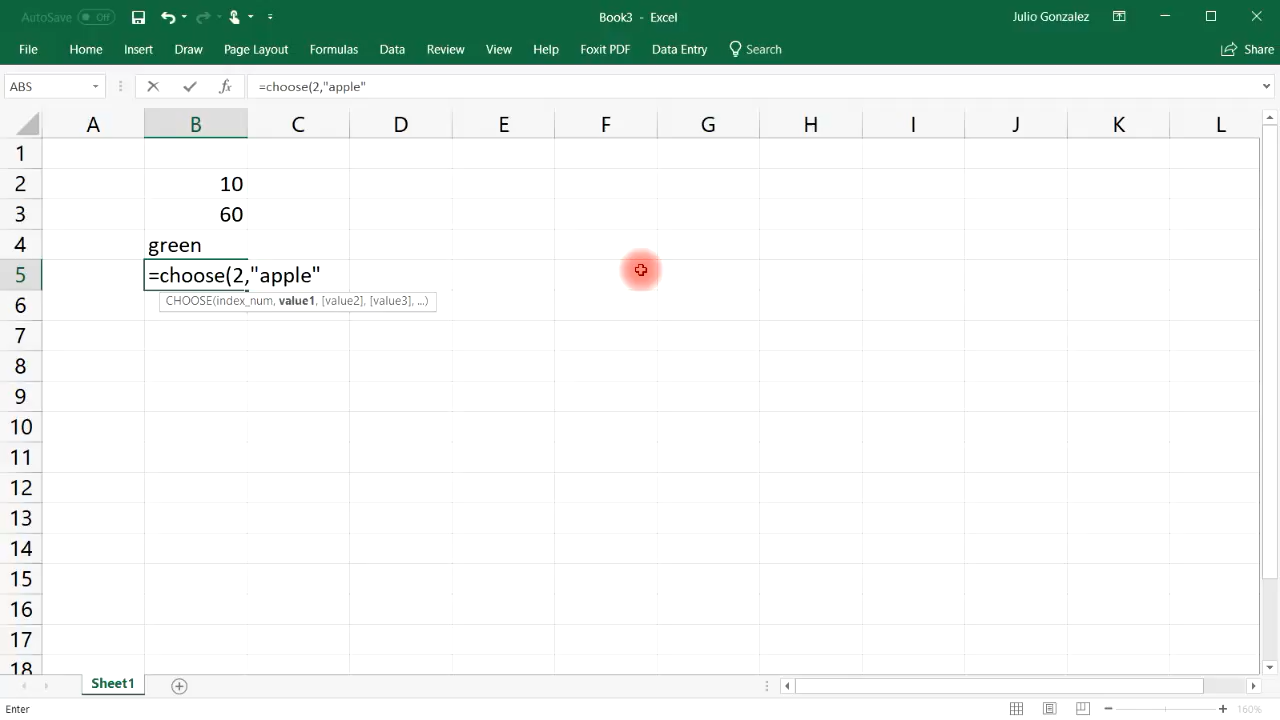 AutoSave Off
Book3 - Excel
Julio Gonzalez
File Home Insert Draw Page Layout Formulas Data Review View Help Foxit PDF Data Entry Search Share
ABS fx =choose(2,"apple"
A B C D E F G H I J K L
1
2 10
3 60
4 green
5 =choose(2,"apple"
CHOOSE(index_num, value1, [value2], [value3], ...)
6
7
8
9
10
11
12
13
14
15
16
17
18
Sheet1
Enter
160%